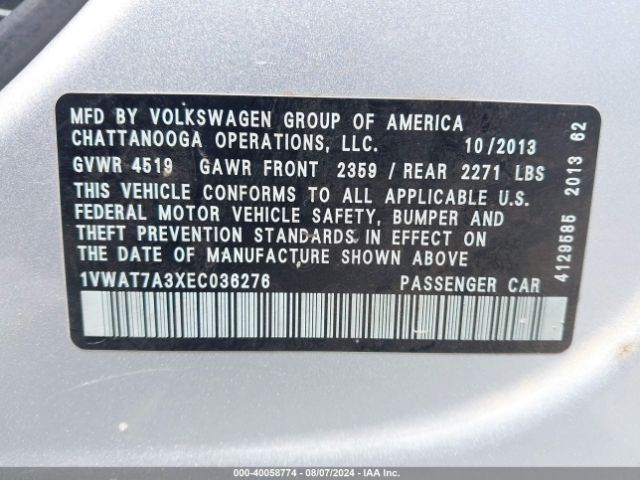 MFD BY VOLKSWAGEN GROUP OF AMERICA
CHATTANOOGA OPERATIONS, LLC. 10/2013
GVWR 4519 GAWR FRONT 2359 / REAR 2271 LBS
THIS VEHICLE CONFORMS TO ALL APPLICABLE U.S.
FEDERAL MOTOR VEHICLE SAFETY, BUMPER AND
THEFT PREVENTION STANDARDS IN EFFECT ON
THE DATE OF MANUFACTURE SHOWN ABOVE
1VWAT7A3XEC036276 PASSENGER CAR
4129585 2013 62
000-40058774 | 08/07/2024 | IAA Inc.